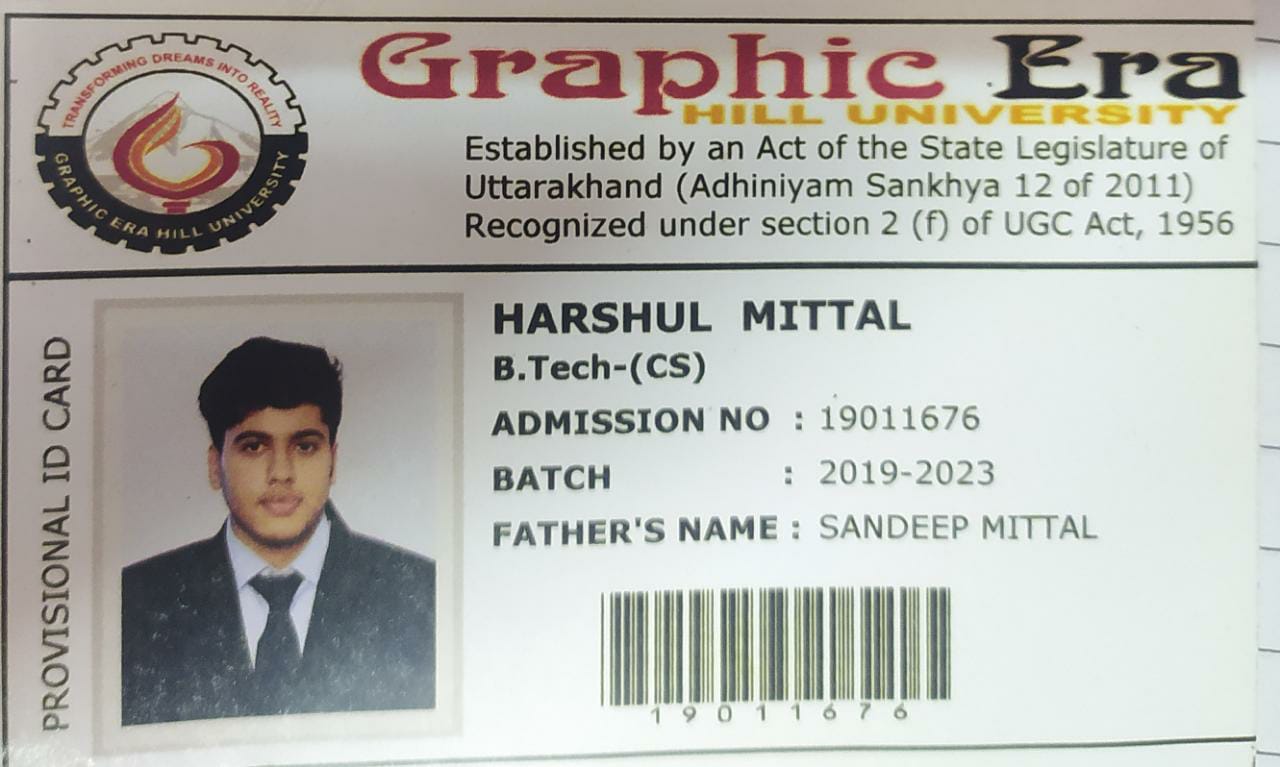 TRANSFORMING DREAMS INTO REALITY
GRAPHIC ERA HILL UNIVERSITY
Graphic Era
HILL UNIVERSITY
Established by an Act of the State Legislature of
Uttarakhand (Adhiniyam Sankhya 12 of 2011)
Recognized under section 2 (f) of UGC Act, 1956
PROVISIONAL ID CARD
HARSHUL MITTAL
B.Tech-(CS)
ADMISSION NO : 19011676
BATCH : 2019-2023
FATHER'S NAME : SANDEEP MITTAL
19011676